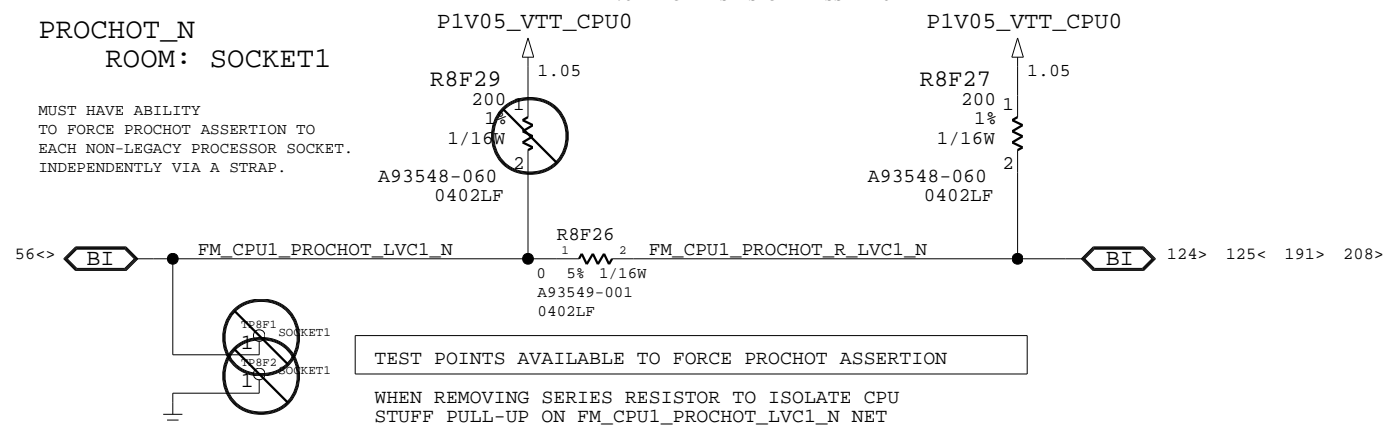 PROCHOT_N
ROOM: SOCKET1
MUST HAVE ABILITY
TO FORCE PROCHOT ASSERTION TO
EACH NON-LEGACY PROCESSOR SOCKET.
INDEPENDENTLY VIA A STRAP.
P1V05_VTT_CPU0
1.05
R8F29
200
1%
1/16W
1
2
A93548-060
0402LF
P1V05_VTT_CPU0
1.05
R8F27
200
1%
1/16W
1
2
A93548-060
0402LF
56<> BI
FM_CPU1_PROCHOT_LVC1_N
R8F26
1 2
0 5% 1/16W
A93549-001
0402LF
FM_CPU1_PROCHOT_R_LVC1_N
BI 124> 125< 191> 208>
TP8F1
1
SOCKET1
TP8F2
1
SOCKET1
TEST POINTS AVAILABLE TO FORCE PROCHOT ASSERTION
WHEN REMOVING SERIES RESISTOR TO ISOLATE CPU
STUFF PULL-UP ON FM_CPU1_PROCHOT_LVC1_N NET